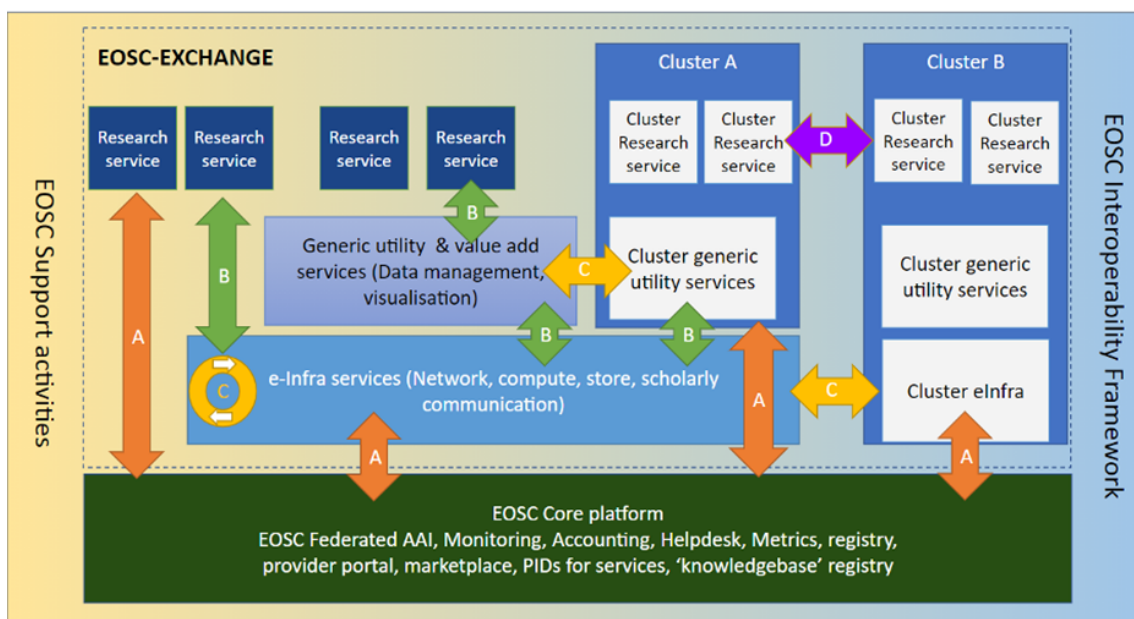 EOSC-EXCHANGE
Cluster A
Cluster B
Research
service
Research
service
Research
service
Research
service
Cluster
Research
service
Cluster
Research
service
Cluster
Research
service
Cluster
Research
service
D
B
Generic utility & value add
services (Data management,
visualisation)
C
Cluster generic
utility services
Cluster generic
utility services
A
B
B
B
C
e-Infra services (Network, compute, store, scholarly
communication)
A
C
Cluster eInfra
A
A
EOSC Core platform
EOSC Federated AAI, Monitoring, Accounting, Helpdesk, Metrics, registry,
provider portal, marketplace, PIDs for services, ‘knowledgebase’ registry
EOSC Support activities
EOSC Interoperability Framework